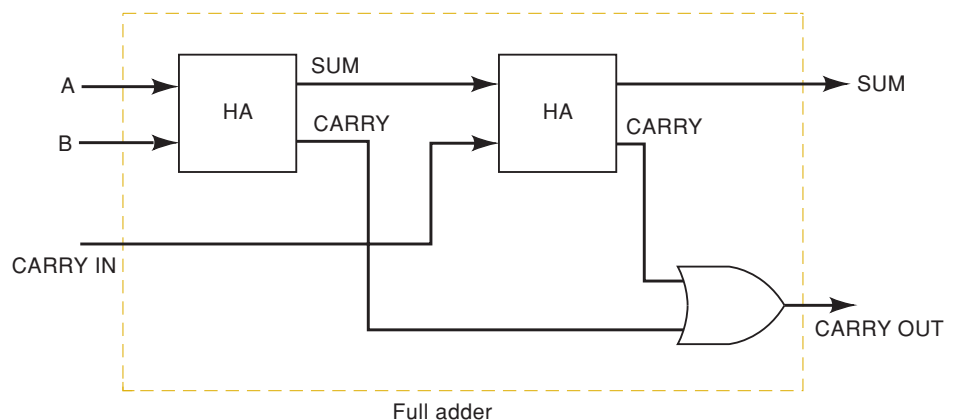 A
B
CARRY IN
HA
SUM
CARRY
HA
CARRY
SUM
CARRY OUT
Full adder